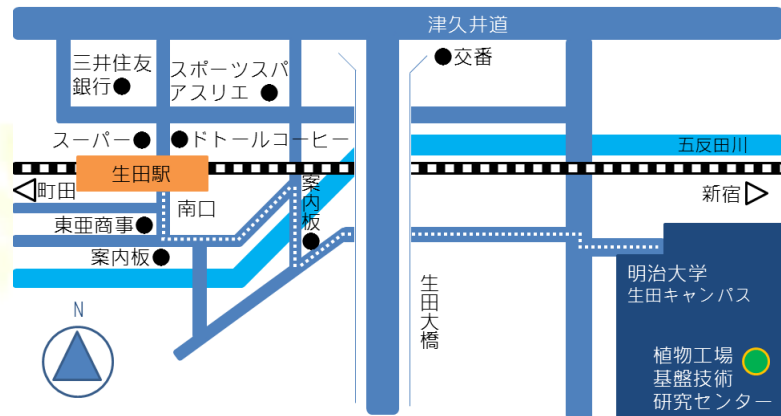 津久井道
三井住友
銀行●
スポーツスパ
アスリエ ●
●交番
スーパー●
●ドトールコーヒー
五反田川
生田駅
町田
新宿
南口
案内板●
東亜商事●
案内板●
生田大橋
明治大学
生田キャンパス
N
植物工場
基盤技術
研究センター